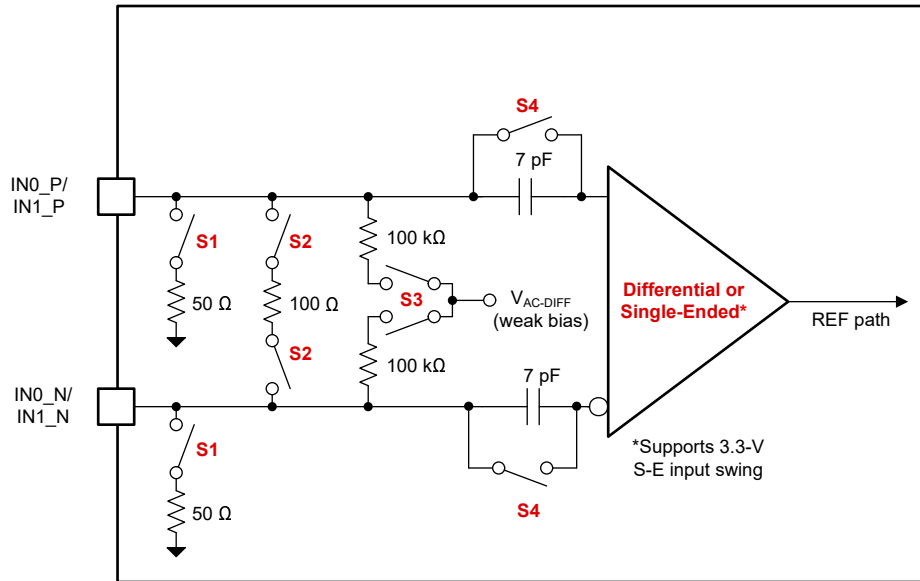 S4
7 pF
IN0_P/
IN1_P
S1
S2
100 kΩ
50 Ω
100 Ω
S3
VAC-DIFF
(weak bias)
Differential or
Single-Ended*
REF path
S2
100 kΩ
7 pF
IN0_N/
IN1_N
S1
*Supports 3.3-V
S-E input swing
50 Ω
S4